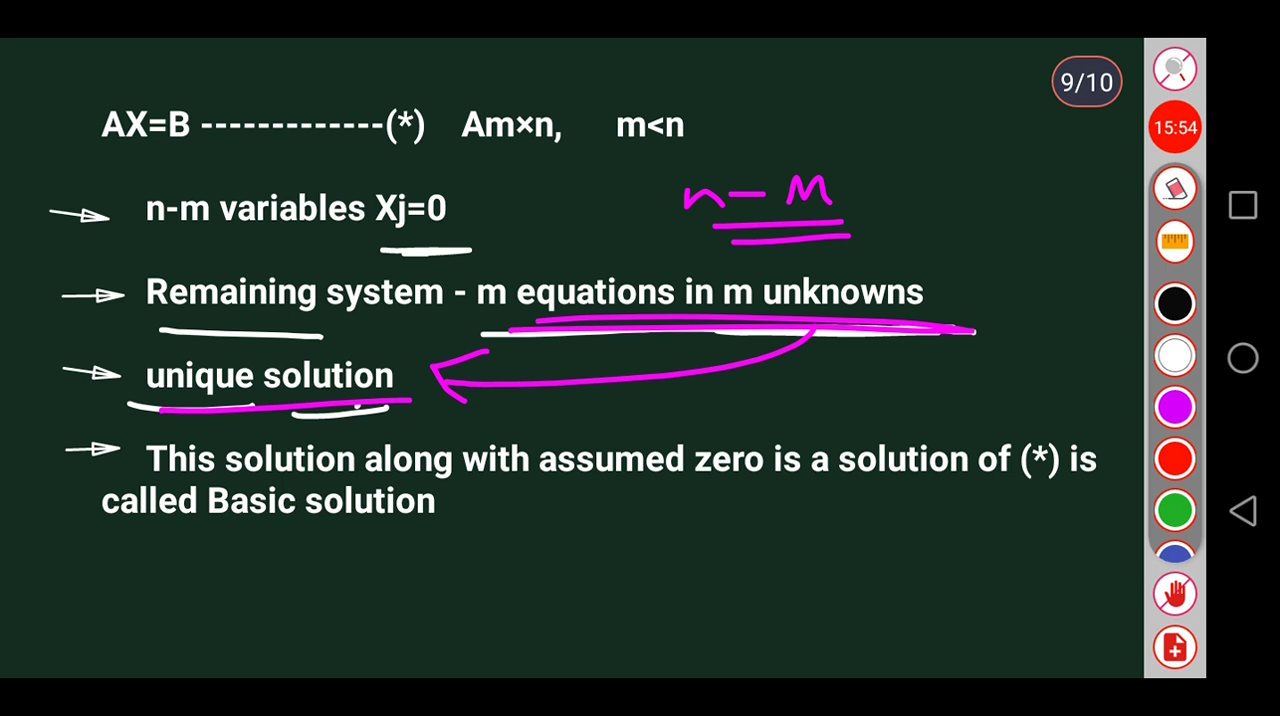 9/10
AX=B -------------(*) Am×n, m<n
15:54
n-m variables Xj=0
n - M
Remaining system - m equations in m unknowns
unique solution
This solution along with assumed zero is a solution of (*) is
called Basic solution